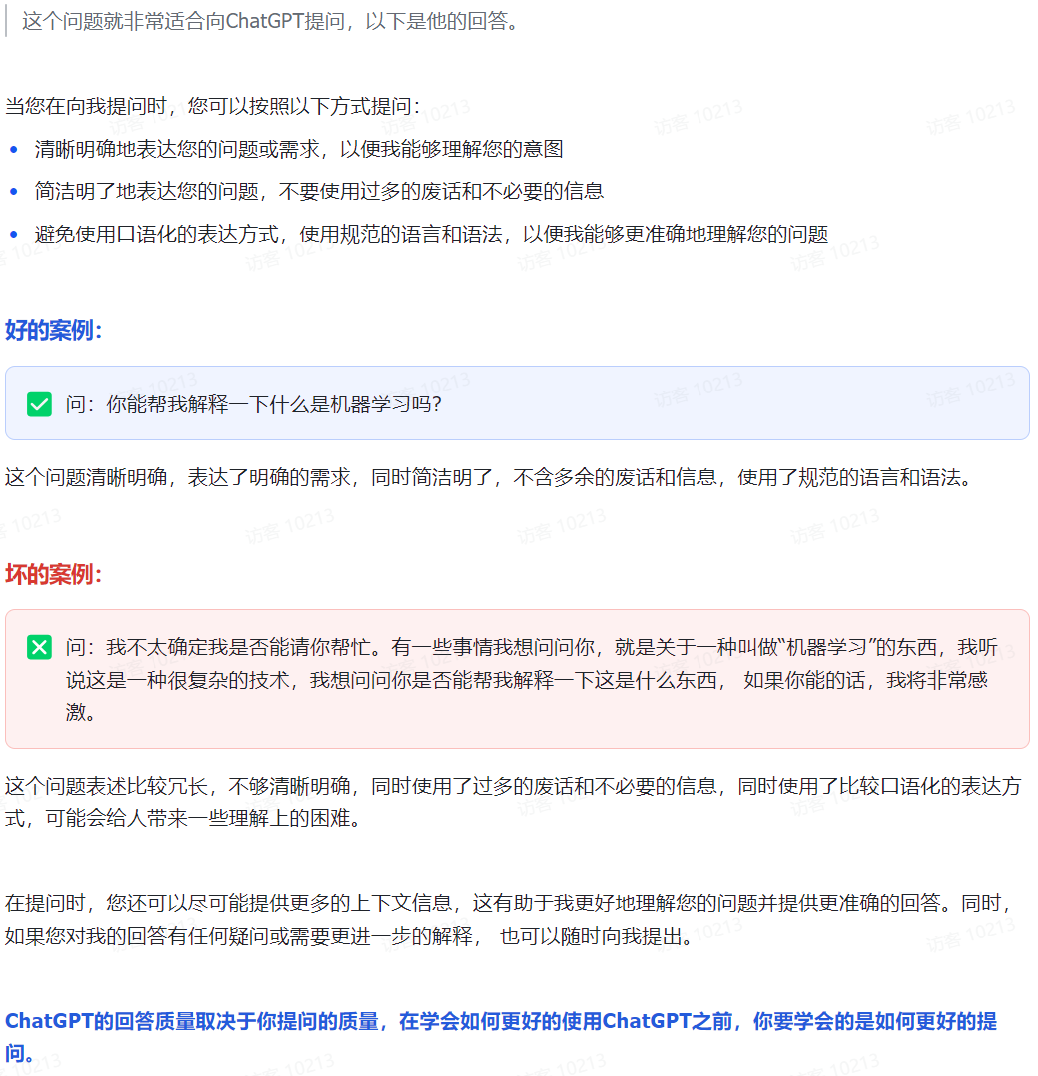 这个问题就非常适合向ChatGPT提问，以下是他的回答。
当您在向我提问时，您可以按照以下方式提问：
• 清晰明确地表达您的问题或需求，以便我能够理解您的意图
• 简洁明了地表达您的问题，不要使用过多的废话和不必要的信息
• 避免使用口语化的表达方式，使用规范的语言和语法，以便我能够更准确地理解您的问题
好的案例：
问：你能帮我解释一下什么是机器学习吗？
这个问题清晰明确，表达了明确的需求，同时简洁明了，不含多余的废话和信息，使用了规范的语言和语法。
坏的案例：
问：我不太确定我是否能请你帮忙。有一些事情我想问问你，就是关于一种叫做“机器学习”的东西，我听
说这是一种很复杂的技术，我想问问你是否能帮我解释一下这是什么东西， 如果你能的话，我将非常感
激。
这个问题表述比较冗长，不够清晰明确，同时使用了过多的废话和不必要的信息，同时使用了比较口语化的表达方
式，可能会给人带来一些理解上的困难。
在提问时，您还可以尽可能提供更多的上下文信息，这有助于我更好地理解您的问题并提供更准确的回答。同时，
如果您对我的回答有任何疑问或需要更进一步的解释， 也可以随时向我提出。
ChatGPT的回答质量取决于你提问的质量，在学会如何更好的使用ChatGPT之前，你要学会的是如何更好的提
问。
访客 10213